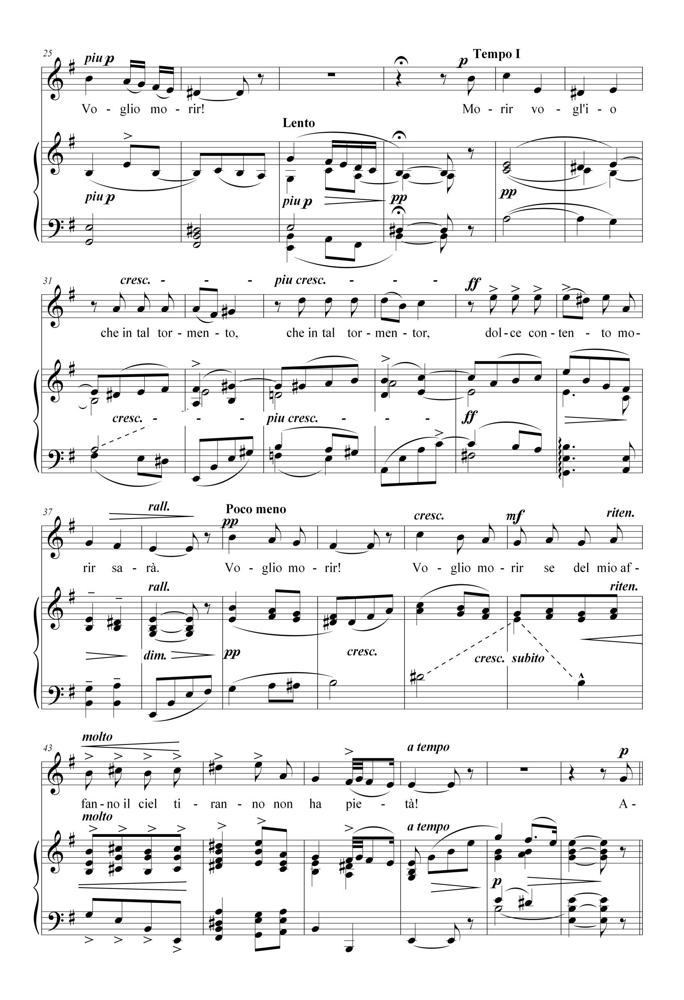 25 piu p Tempo I p
Vo - glio mo - rir! Mo - rir vo - gl'i - o
Lento
piu p piu p pp pp
31 cresc. - - - piu cresc. - - - ff
che in tal tor - men - to, che in tal tor - men - tor, dol - ce con - ten - to mo -
cresc. - - - piu cresc. - - - ff
37 rall. Poco meno pp cresc. mf riten.
rir sa - rà. Vo - glio mo - rir! Vo - glio mo - rir se del mio af -
rall. riten.
dim. pp cresc. cresc. subito
43 molto a tempo p
fan - no il ciel ti - ran - no non ha pie - tà! A -
molto a tempo
p